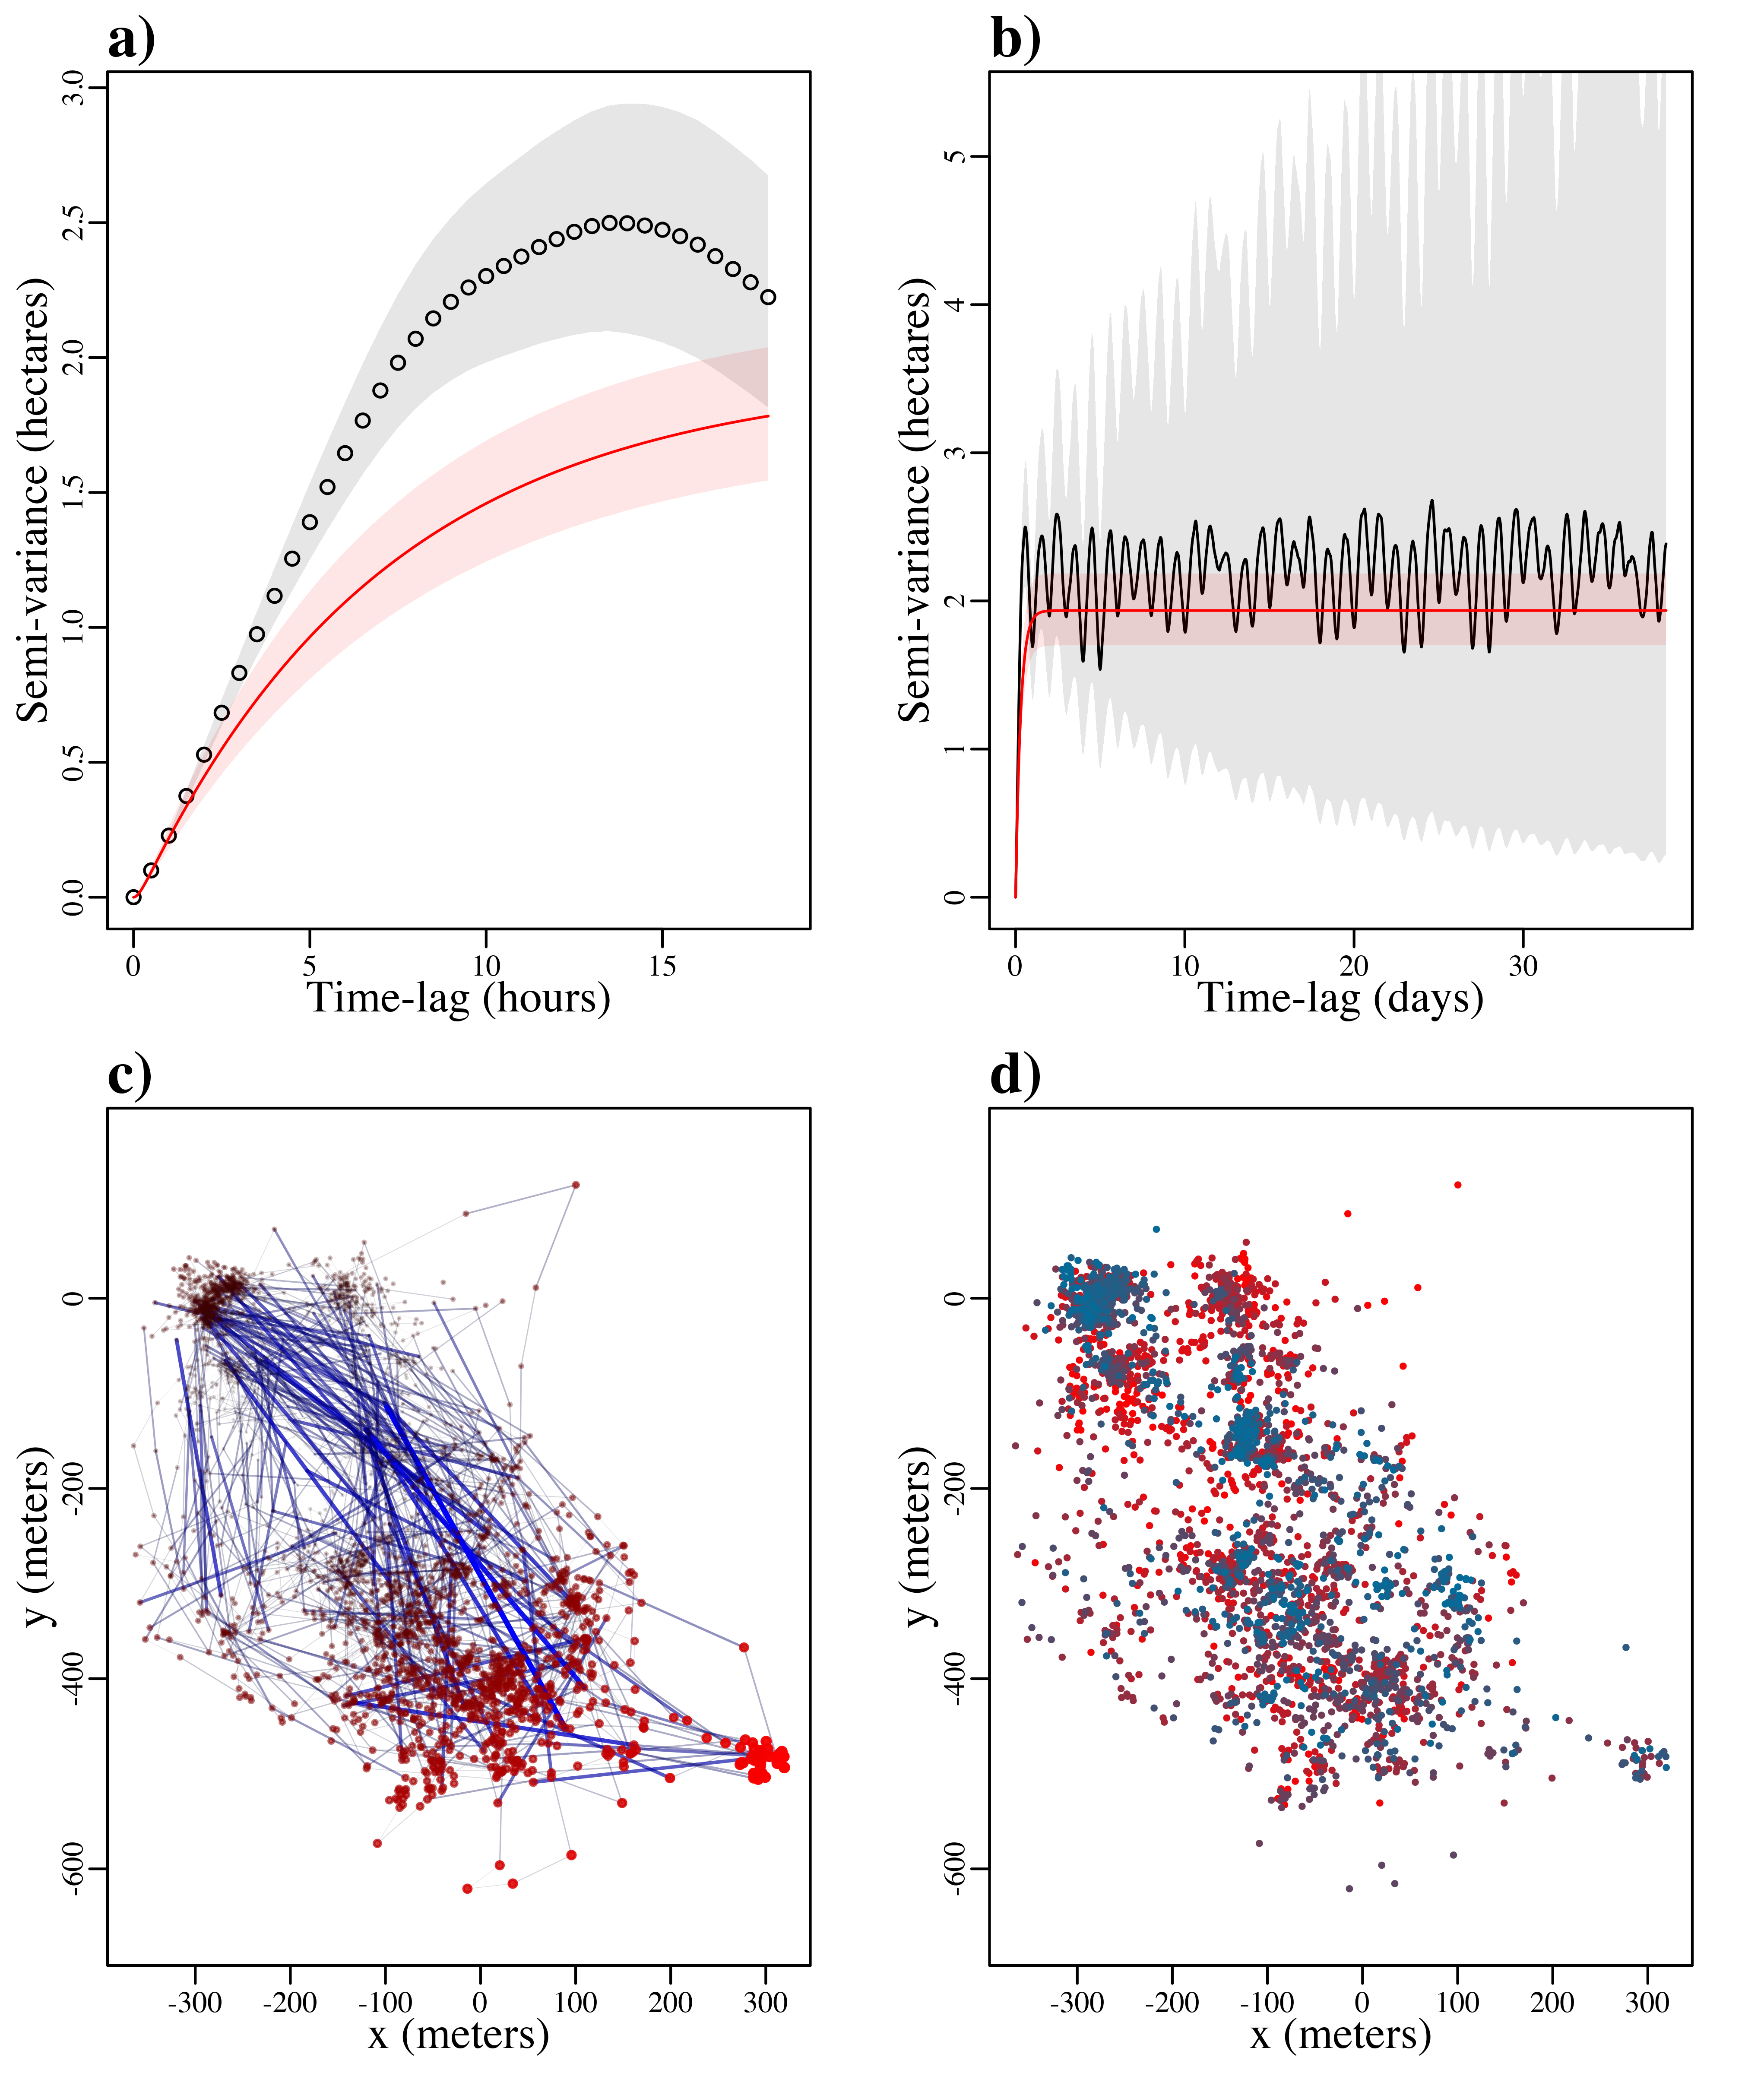 a)
Semi-variance (hectares)
3.0
2.5
2.0
1.5
1.0
0.5
0.0
0 5 10 15
Time-lag (hours)
b)
Semi-variance (hectares)
5
4
3
2
1
0
0 10 20 30
Time-lag (days)
c)
y (meters)
0
-200
-400
-600
-300 -200 -100 0 100 200 300
x (meters)
d)
y (meters)
0
-200
-400
-600
-300 -200 -100 0 100 200 300
x (meters)